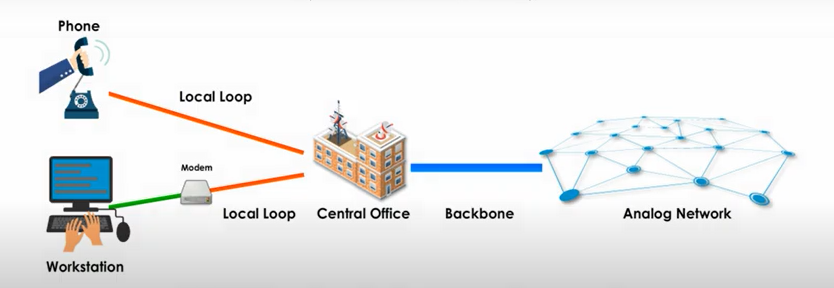 Phone
Local Loop
Modem
Local Loop
Central Office
Backbone
Analog Network
Workstation